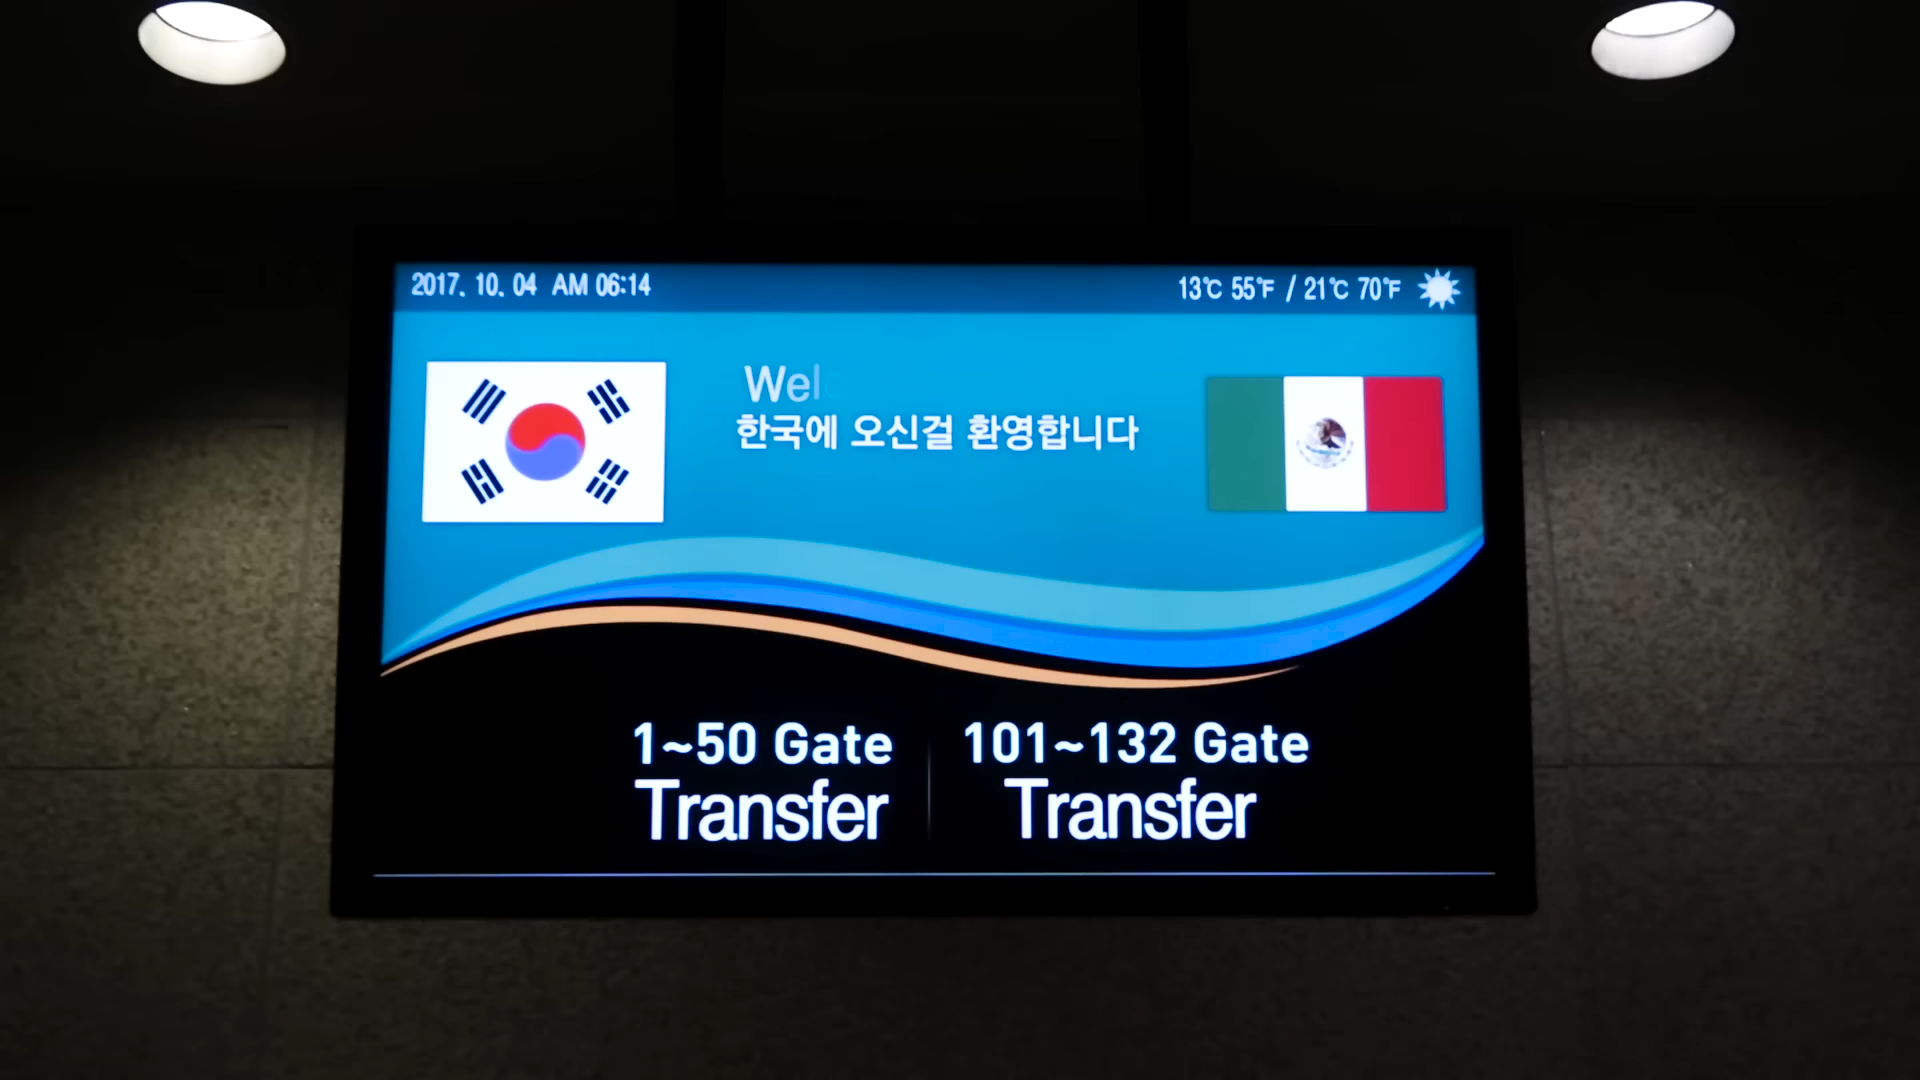 2017. 10. 04 AM 06:14
13℃ 55℉ / 21℃ 70℉
Wel
한국에 오신걸 환영합니다
1~50 Gate
Transfer
101~132 Gate
Transfer